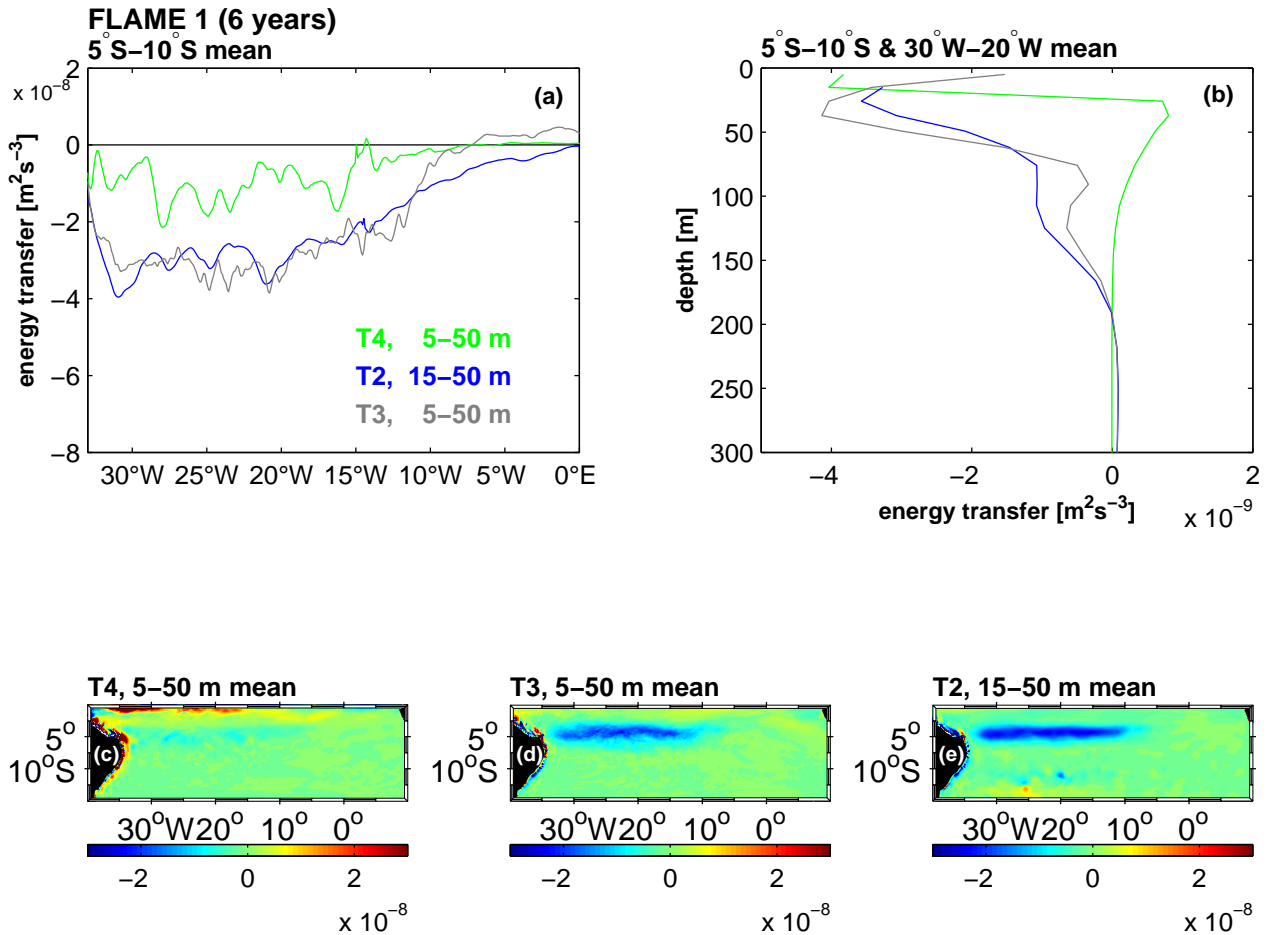 FLAME 1 (6 years)
5°S−10°S mean
x 10⁻⁸
(a)
energy transfer [m²s⁻³]
2
0
−2
−4
−6
−8
T4, 5−50 m
T2, 15−50 m
T3, 5−50 m
30°W 25°W 20°W 15°W 10°W 5°W 0°E
5°S−10°S & 30°W−20°W mean
(b)
depth [m]
0
50
100
150
200
250
300
−4 −2 0 2
energy transfer [m²s⁻³]
x 10⁻⁹
T4, 5−50 m mean
5°
(c)
10°S
30°W 20° 10° 0°
−2 0 2
x 10⁻⁸
T3, 5−50 m mean
5°
(d)
10°S
30°W 20° 10° 0°
−2 0 2
x 10⁻⁸
T2, 15−50 m mean
5°
(e)
10°S
30°W 20° 10° 0°
−2 0 2
x 10⁻⁸